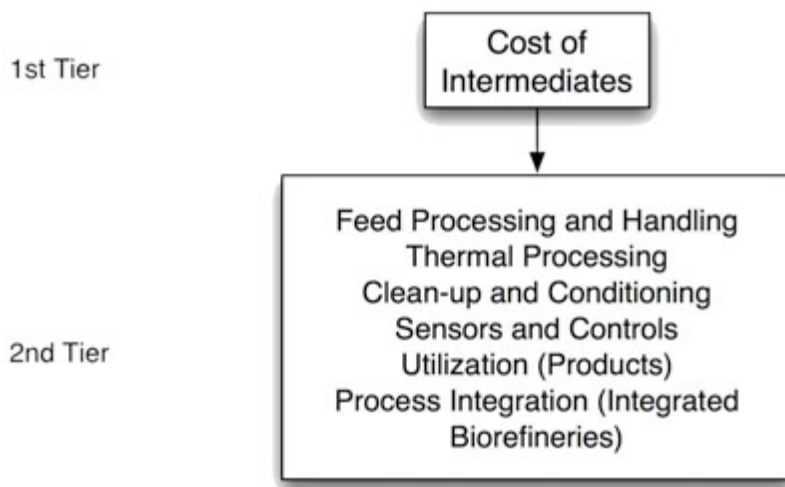 1st Tier
Cost of
Intermediates
2nd Tier
Feed Processing and Handling
Thermal Processing
Clean-up and Conditioning
Sensors and Controls
Utilization (Products)
Process Integration (Integrated
Biorefineries)